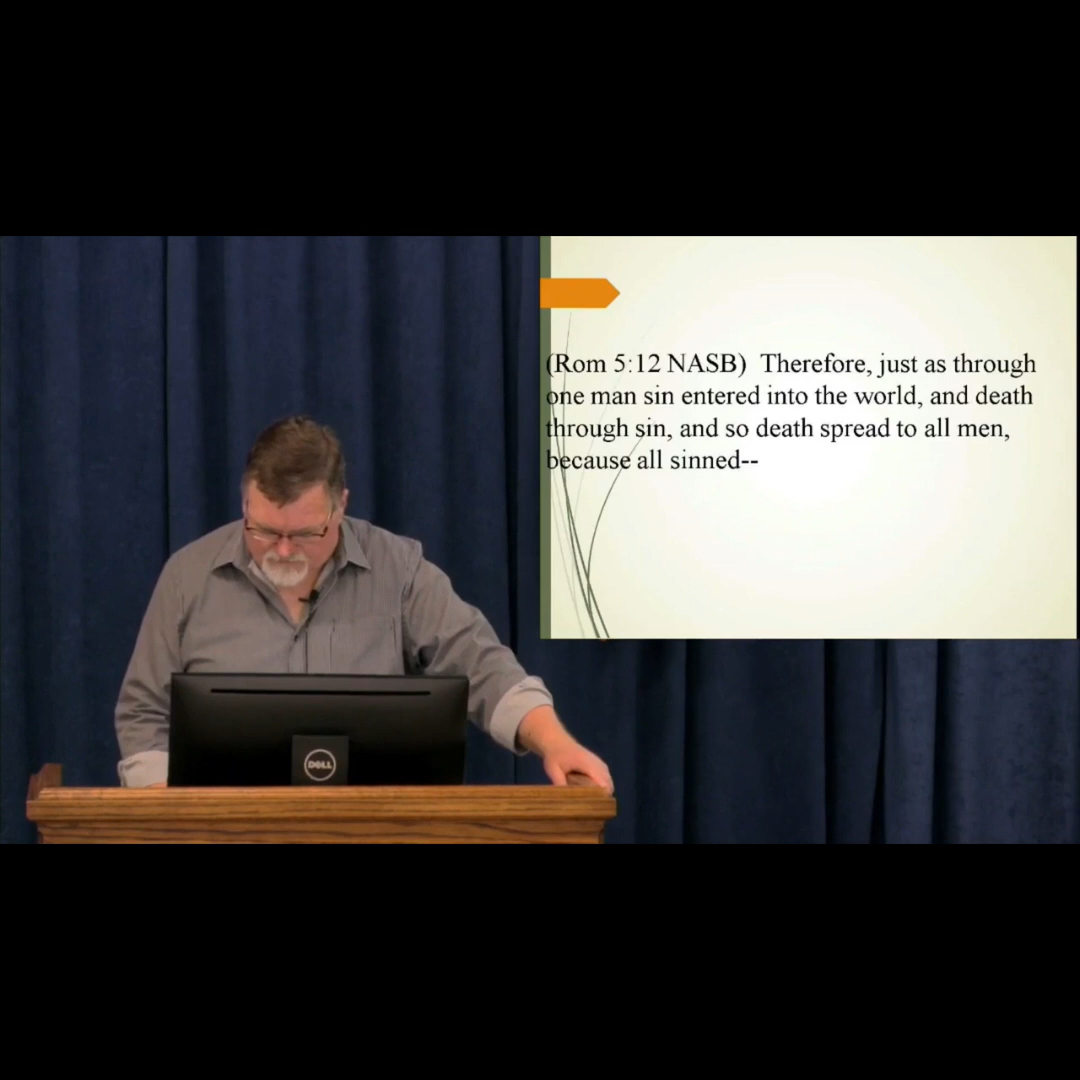 (Rom 5:12 NASB)  Therefore, just as through
one man sin entered into the world, and death
through sin, and so death spread to all men,
because all sinned--
DELL